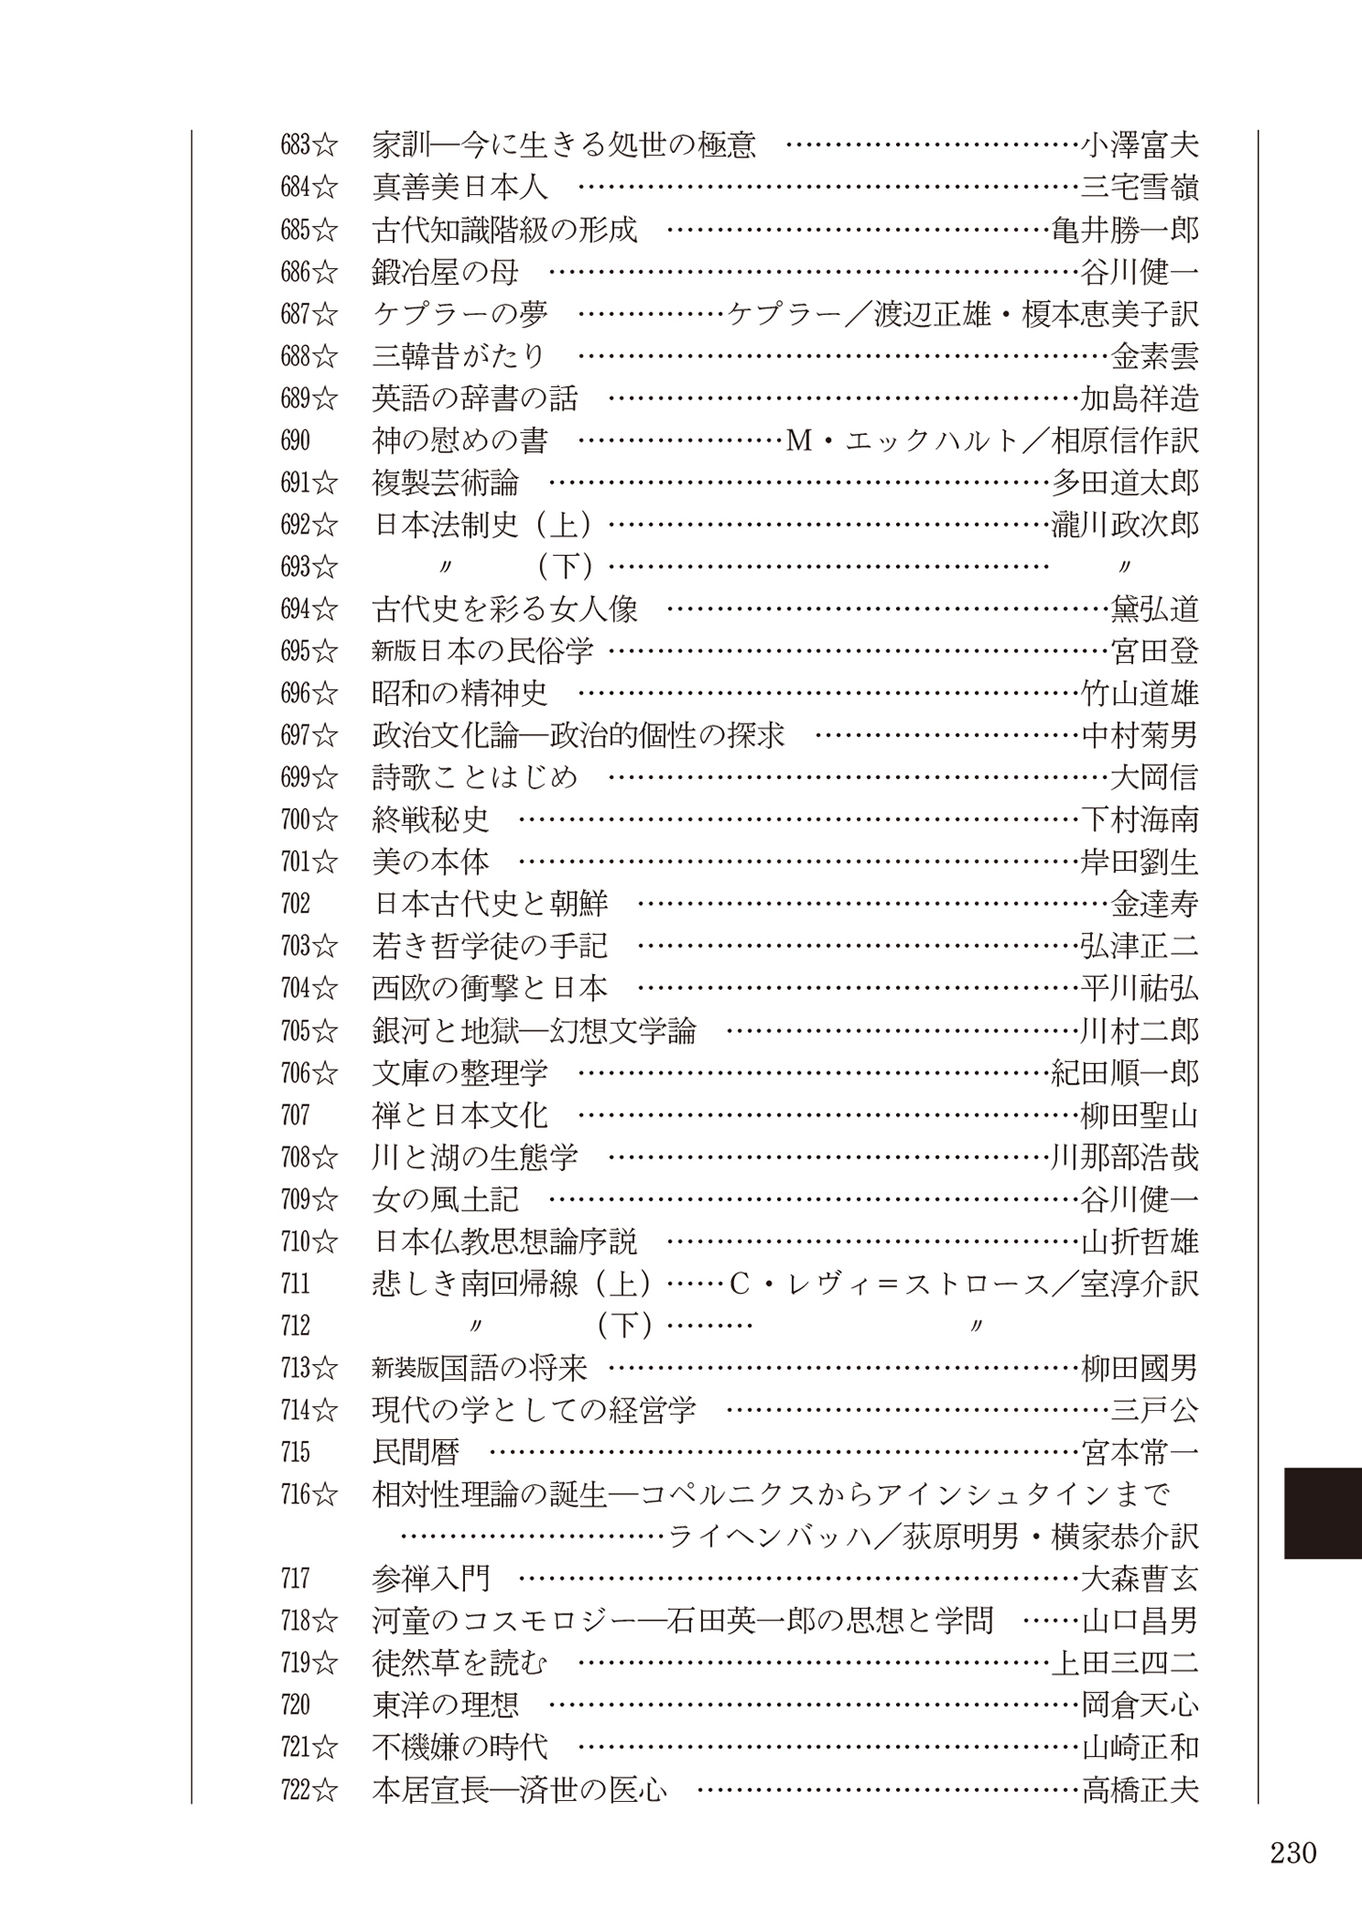 683☆ 家訓―今に生きる処世の極意 ……………………………小澤富夫
684☆ 真善美日本人 ……………………………………………三宅雪嶺
685☆ 古代知識階級の形成 …………………………………亀井勝一郎
686☆ 鍛冶屋の母 ………………………………………………谷川健一
687☆ ケプラーの夢 ……………ケプラー／渡辺正雄・榎本恵美子訳
688☆ 三韓昔がたり ………………………………………………金素雲
689☆ 英語の辞書の話 …………………………………………加島祥造
690 神の慰めの書 …………………M・エックハルト／相原信作訳
691☆ 複製芸術論 ……………………………………………多田道太郎
692☆ 日本法制史（上）………………………………………瀧川政次郎
693☆ 〃 （下）……………………………………… 〃
694☆ 古代史を彩る女人像 ………………………………………黛弘道
695☆ 新版日本の民俗学 ……………………………………………宮田登
696☆ 昭和の精神史 ……………………………………………竹山道雄
697☆ 政治文化論―政治的個性の探求 ………………………中村菊男
699☆ 詩歌ことはじめ ……………………………………………大岡信
700☆ 終戦秘史 …………………………………………………下村海南
701☆ 美の本体 …………………………………………………岸田劉生
702 日本古代史と朝鮮 …………………………………………金達寿
703☆ 若き哲学徒の手記 ………………………………………弘津正二
704☆ 西欧の衝撃と日本 ………………………………………平川祐弘
705☆ 銀河と地獄―幻想文学論 ………………………………川村二郎
706☆ 文庫の整理学 …………………………………………紀田順一郎
707 禅と日本文化 ……………………………………………柳田聖山
708☆ 川と湖の生態学 ………………………………………川那部浩哉
709☆ 女の風土記 ………………………………………………谷川健一
710☆ 日本仏教思想論序説 ……………………………………山折哲雄
711 悲しき南回帰線（上）……C・レヴィ＝ストロース／室淳介訳
712 〃 （下）……… 〃
713☆ 新装版国語の将来 …………………………………………柳田國男
714☆ 現代の学としての経営学 …………………………………三戸公
715 民間暦 ……………………………………………………宮本常一
716☆ 相対性理論の誕生―コペルニクスからアインシュタインまで
………………………ライヘンバッハ／荻原明男・横家恭介訳
717 参禅入門 …………………………………………………大森曹玄
718☆ 河童のコスモロジー―石田英一郎の思想と学問 ……山口昌男
719☆ 徒然草を読む …………………………………………上田三四二
720 東洋の理想 ………………………………………………岡倉天心
721☆ 不機嫌の時代 ……………………………………………山崎正和
722☆ 本居宣長―済世の医心 …………………………………高橋正夫
230